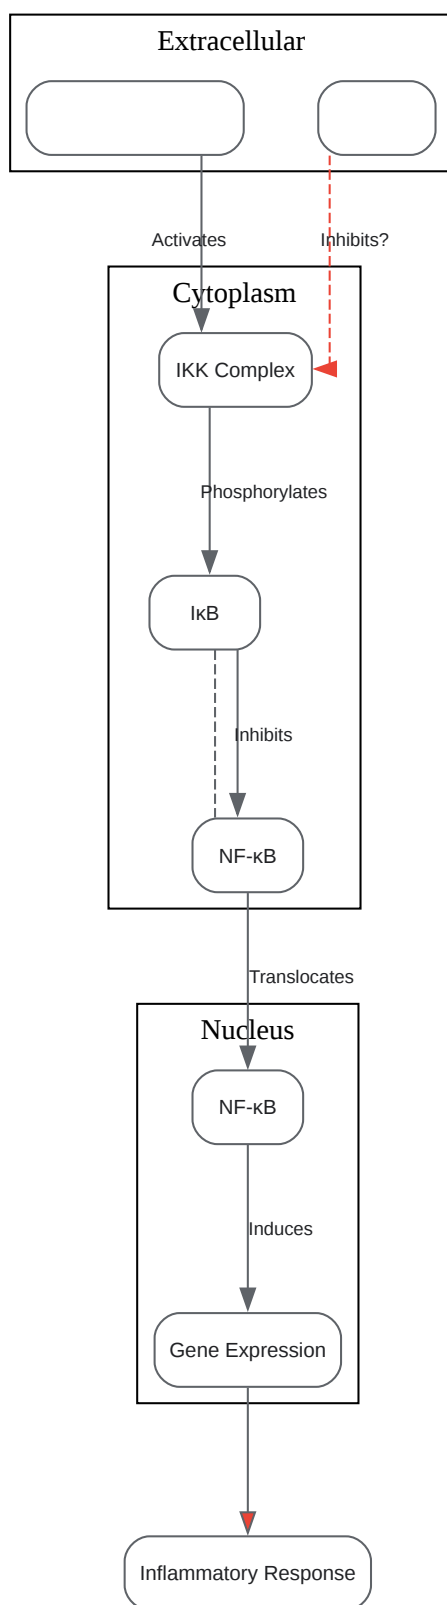 Extracellular
Activates
Inhibits?
Cytoplasm
IKK Complex
Phosphorylates
IκB
Inhibits
NF-κB
Translocates
Nucleus
NF-κB
Induces
Gene Expression
Inflammatory Response